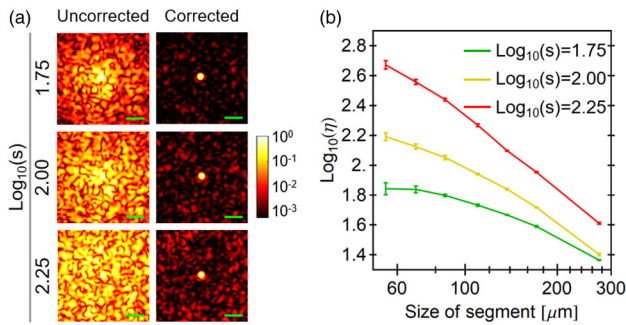 (a)
Uncorrected Corrected
Log10(s)
1.75
2.00
2.25
10⁰
10⁻¹
10⁻²
10⁻³
(b)
Log10(η)
2.8
2.6
2.4
2.2
2.0
1.8
1.6
1.4
Log10(s)=1.75
Log10(s)=2.00
Log10(s)=2.25
60 100 200 300
Size of segment [μm]